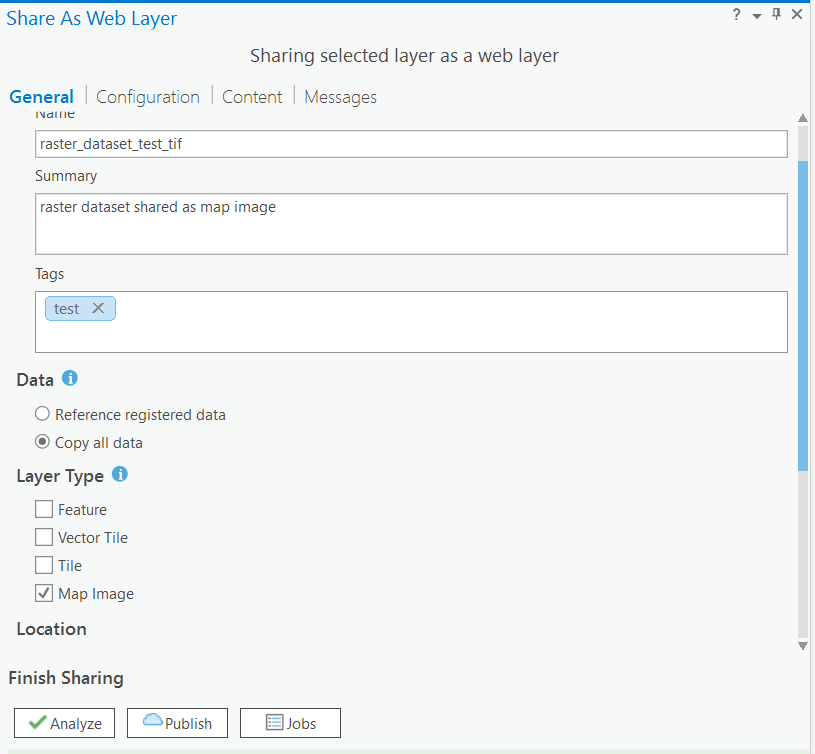 Share As Web Layer
?
Sharing selected layer as a web layer
General Configuration Content Messages
Name
raster_dataset_test_tif
Summary
raster dataset shared as map image
Tags
test
Data
Reference registered data
Copy all data
Layer Type
Feature
Vector Tile
Tile
Map Image
Location
Finish Sharing
Analyze Publish Jobs